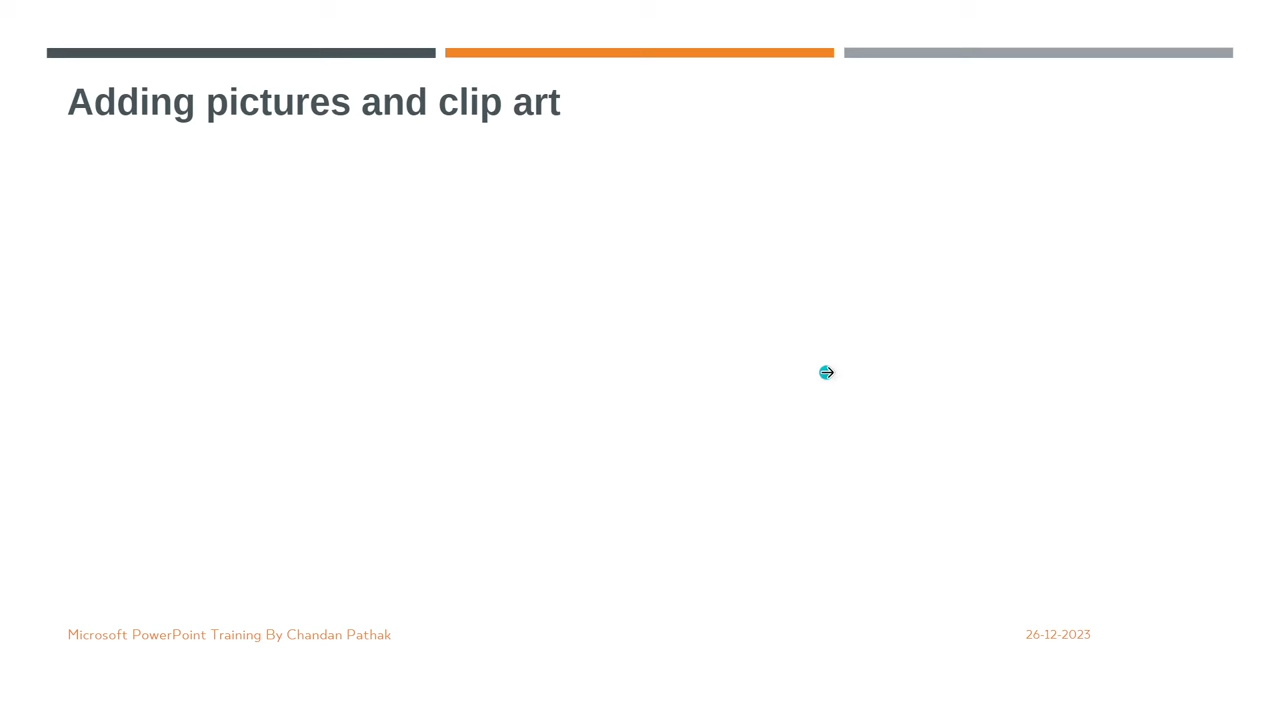 Adding pictures and clip art
Microsoft PowerPoint Training By Chandan Pathak
26-12-2023